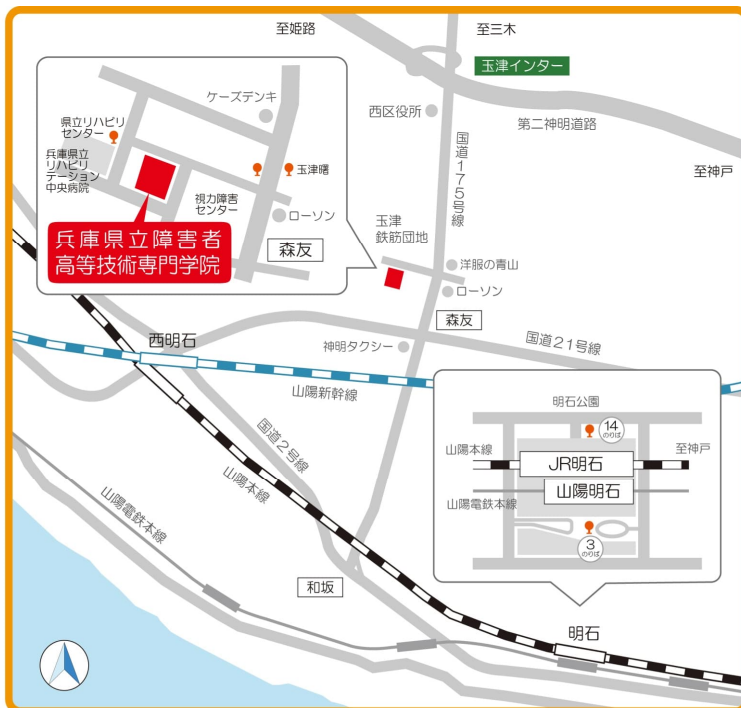 至姫路
至三木
玉津インター
第二神明道路
至神戸
西区役所
国道175号線
ケーズデンキ
県立リハビリ
センター
兵庫県立
リハビリ
テーション
中央病院
玉津曙
視力障害
センター
ローソン
森友
兵庫県立障害者
高等技術専門学院
玉津
鉄筋団地
洋服の青山
ローソン
森友
神明タクシー
国道21号線
西明石
山陽新幹線
国道2号線
山陽本線
山陽電鉄本線
和坂
明石
明石公園
14
のりば
山陽本線
至神戸
JR明石
山陽明石
山陽電鉄本線
3
のりば